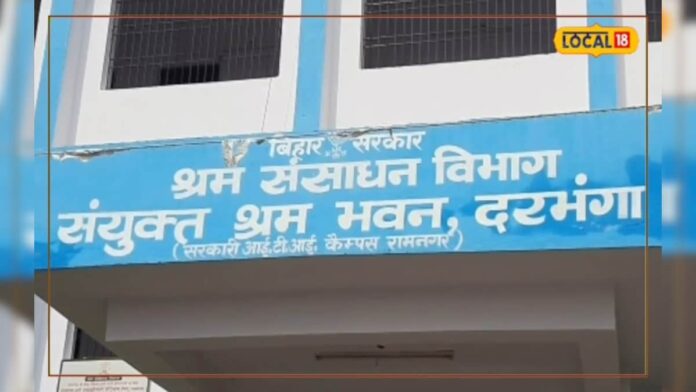 LOCAL 18
बिहार सरकार
श्रम संसाधन विभाग
संयुक्त श्रम भवन, दरभंगा
(सरकारी आई.टी.आई. कैम्पस रामनगर)